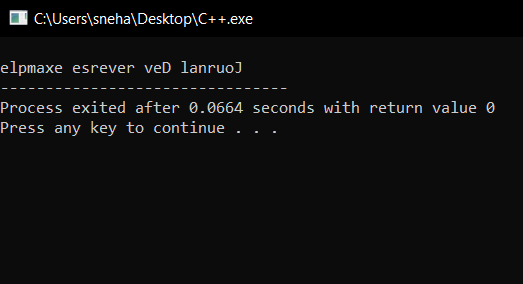 C:\Users\sneha\Desktop\C++.exe
elpmaxe esrever veD lanruoJ
--------------------------------
Process exited after 0.0664 seconds with return value 0
Press any key to continue . . .